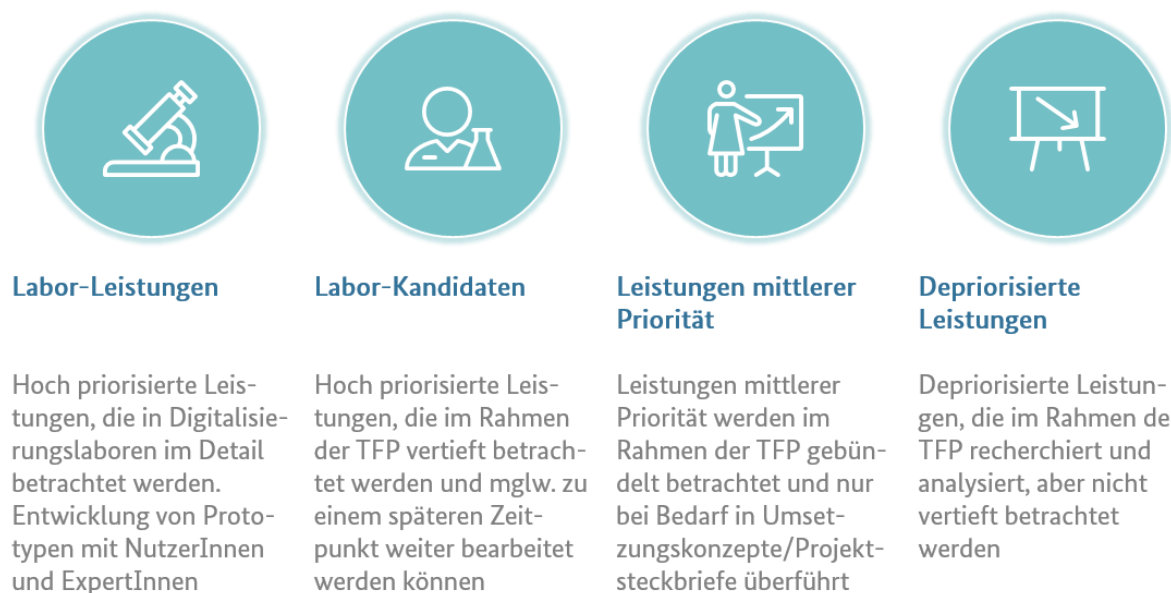 Labor-Leistungen
Hoch priorisierte Leis-
tungen, die in Digitalisie-
rungslaboren im Detail
betrachtet werden.
Entwicklung von Proto-
typen mit NutzerInnen
und ExpertInnen
Labor-Kandidaten
Hoch priorisierte Leis-
tungen, die im Rahmen
der TFP vertieft betrach-
tet werden und mglw. zu
einem späteren Zeit-
punkt weiter bearbeitet
werden können
Leistungen mittlerer
Priorität
Leistungen mittlerer
Priorität werden im
Rahmen der TFP gebün-
delt betrachtet und nur
bei Bedarf in Umset-
zungskonzepte/Projekt-
steckbriefe überführt
Depriorisierte
Leistungen
Depriorisierte Leistun-
gen, die im Rahmen de
TFP recherchiert und
analysiert, aber nicht
vertieft betrachtet
werden